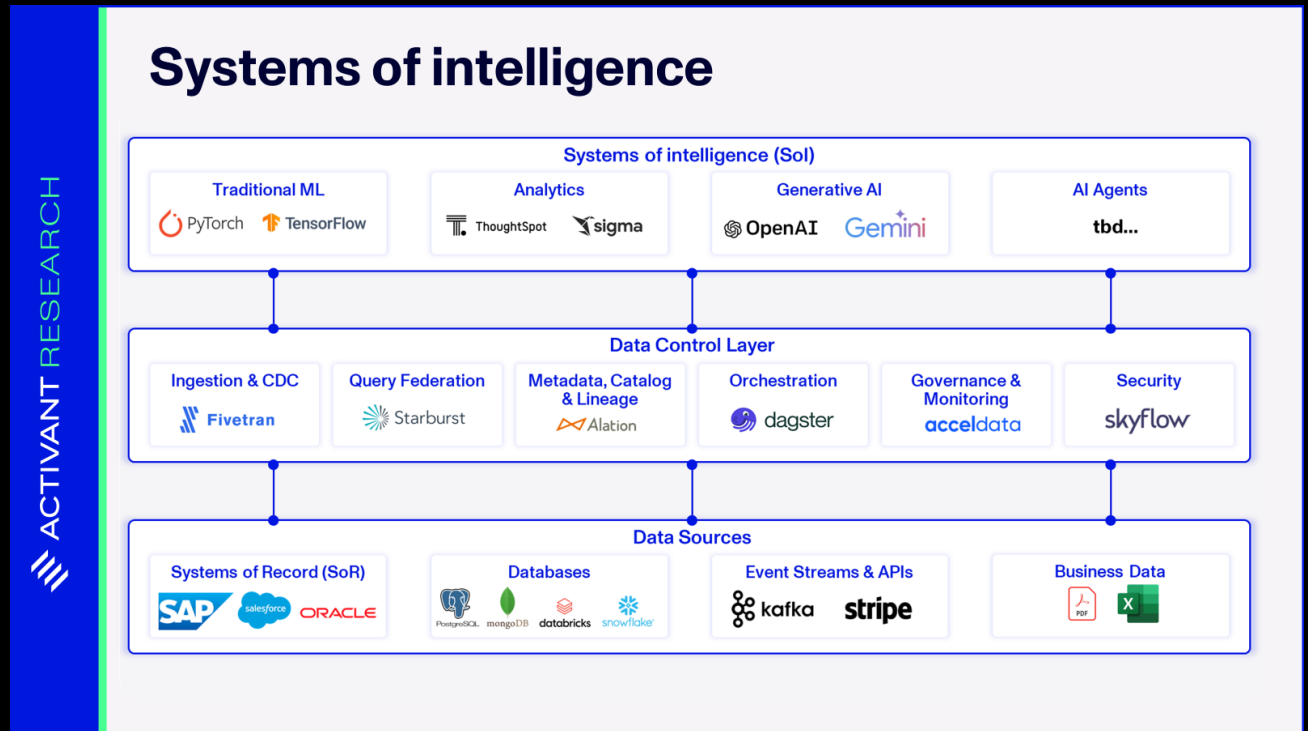 Systems of intelligence
ACTIVANT RESEARCH
Systems of intelligence (SoI)
Traditional ML
PyTorch TensorFlow
Analytics
ThoughtSpot sigma
Generative AI
OpenAI Gemini
AI Agents
tbd...
Data Control Layer
Ingestion & CDC
Fivetran
Query Federation
Starburst
Metadata, Catalog
& Lineage
Alation
Orchestration
dagster
Governance &
Monitoring
acceldata
Security
skyflow
Data Sources
Systems of Record (SoR)
SAP salesforce ORACLE
Databases
PostgreSQL mongoDB databricks snowflake
Event Streams & APIs
kafka stripe
Business Data
PDF X